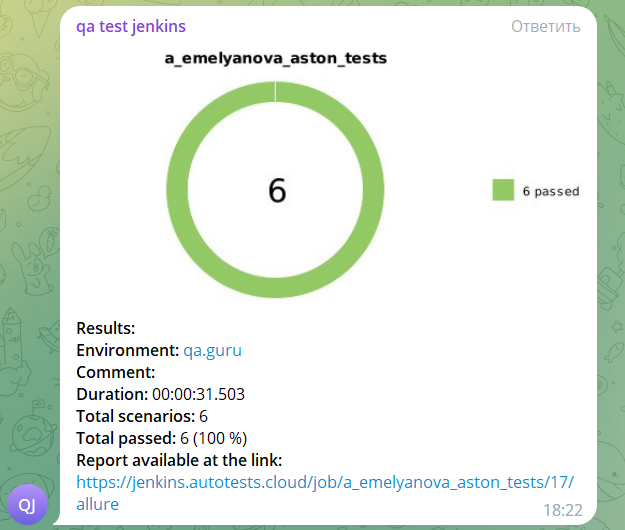 qa test jenkins
Ответить
a_emelyanova_aston_tests
6
6 passed
Results:
Environment: qa.guru
Comment:
Duration: 00:00:31.503
Total scenarios: 6
Total passed: 6 (100 %)
Report available at the link:
https://jenkins.autotests.cloud/job/a_emelyanova_aston_tests/17/
allure
18:22
QJ